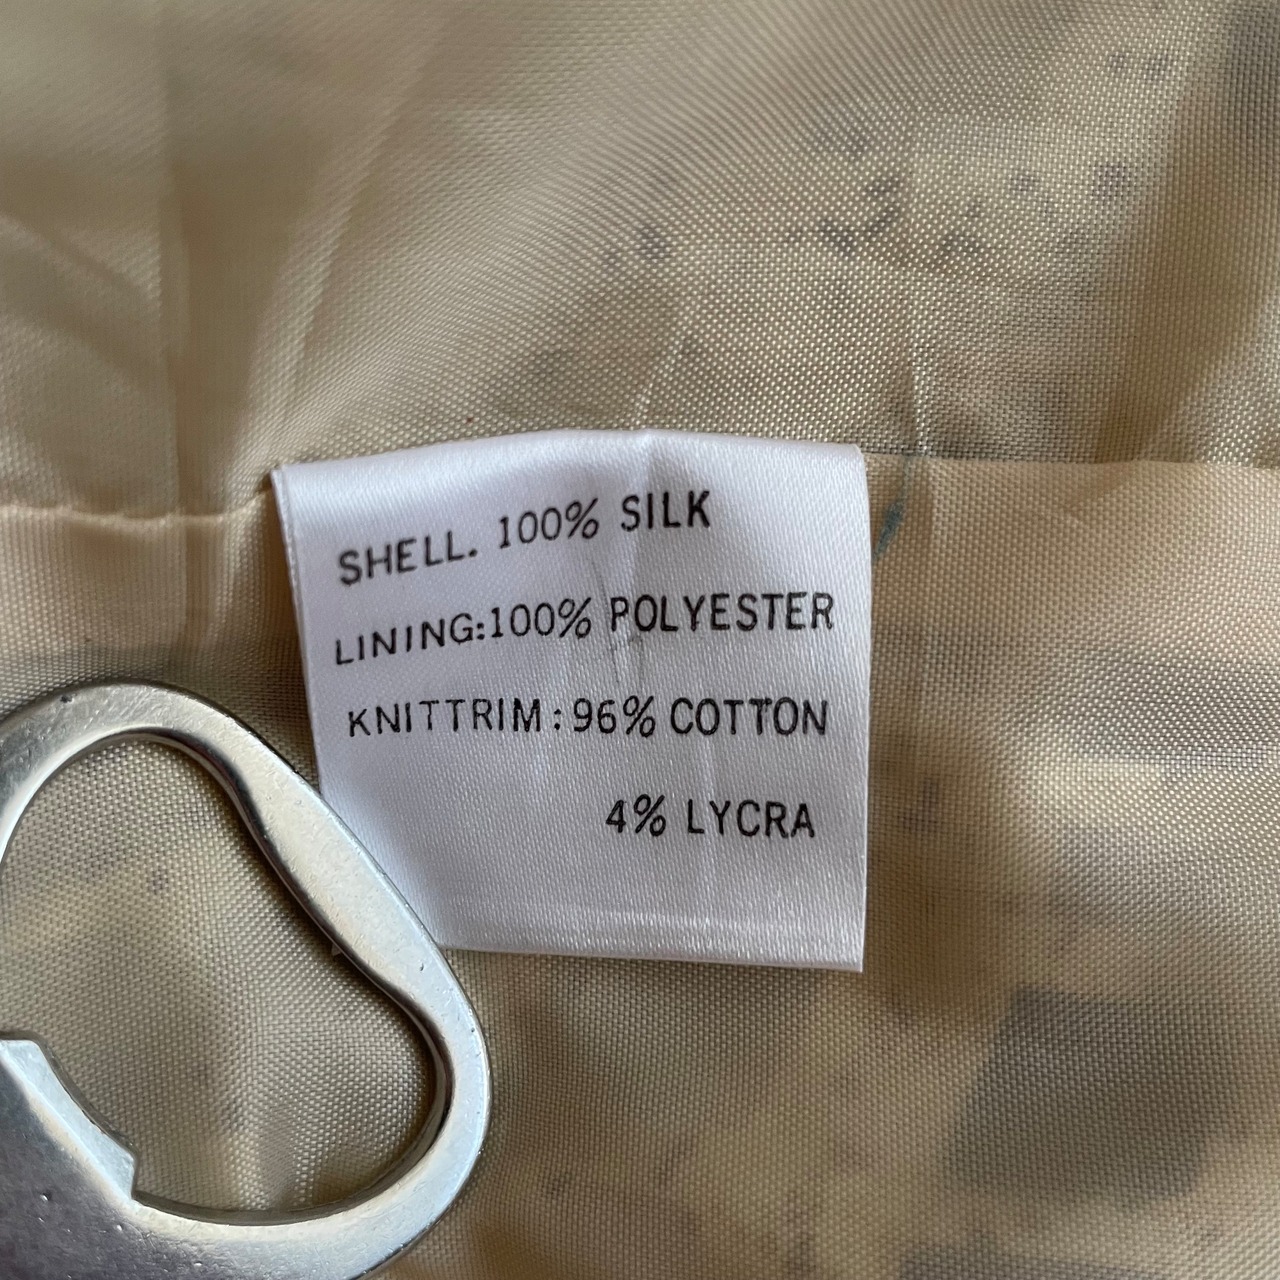 SHELL. 100% SILK
LINING:100% POLYESTER
KNITTRIM:96% COTTON
4% LYCRA